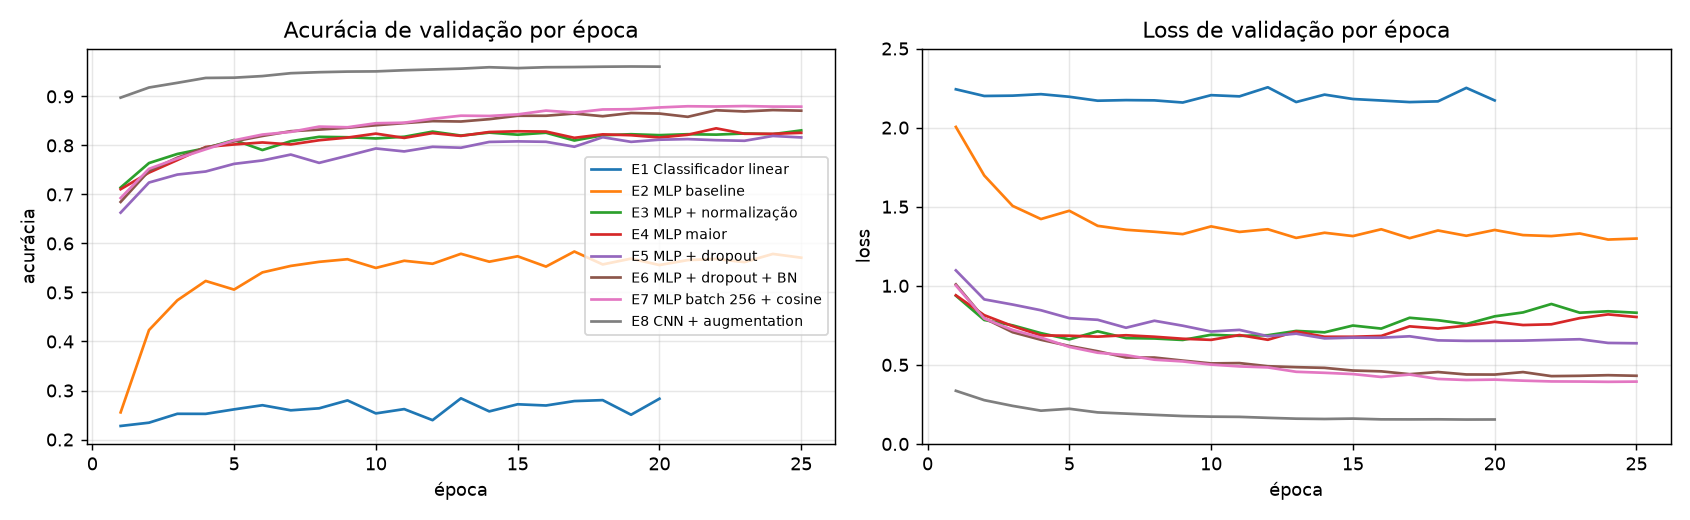 Acurácia de validação por época
acurácia
0.9
0.8
0.7
0.6
0.5
0.4
0.3
0.2
0 5 10 15 20 25
época
E1 Classificador linear
E2 MLP baseline
E3 MLP + normalização
E4 MLP maior
E5 MLP + dropout
E6 MLP + dropout + BN
E7 MLP batch 256 + cosine
E8 CNN + augmentation
Loss de validação por época
loss
2.5
2.0
1.5
1.0
0.5
0.0
0 5 10 15 20 25
época